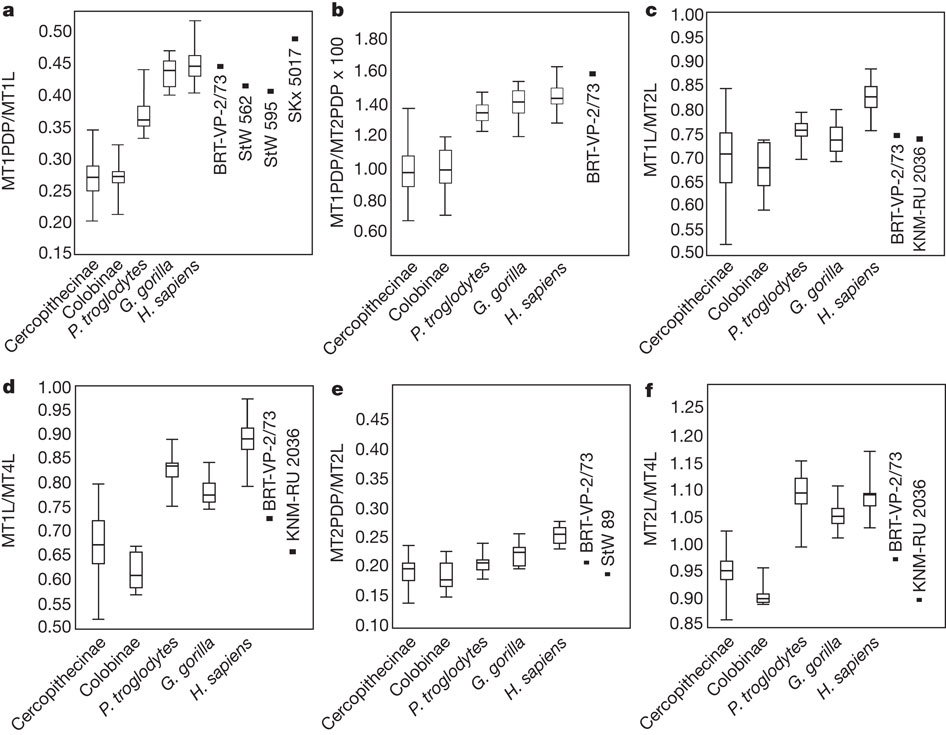 a
MT1PDP/MT1L
0.50
0.45
0.40
0.35
0.30
0.25
0.20
0.15
BRT-VP-2/73
StW 562
StW 595
SKx 5017
Cercopithecinae
Colobinae
P. troglodytes
G. gorilla
H. sapiens
b
MT1PDP/MT2PDP x 100
1.80
1.60
1.40
1.20
1.00
0.80
0.60
BRT-VP-2/73
Cercopithecinae
Colobinae
P. troglodytes
G. gorilla
H. sapiens
c
MT1L/MT2L
1.00
0.95
0.90
0.85
0.80
0.75
0.70
0.65
0.60
0.55
0.50
BRT-VP-2/73
KNM-RU 2036
Cercopithecinae
Colobinae
P. troglodytes
G. gorilla
H. sapiens
d
MT1L/MT4L
1.00
0.95
0.90
0.85
0.80
0.75
0.70
0.65
0.60
0.55
0.50
BRT-VP-2/73
KNM-RU 2036
Cercopithecinae
Colobinae
P. troglodytes
G. gorilla
H. sapiens
e
MT2PDP/MT2L
0.45
0.40
0.35
0.30
0.25
0.20
0.15
0.10
BRT-VP-2/73
StW 89
Cercopithecinae
Colobinae
P. troglodytes
G. gorilla
H. sapiens
f
MT2L/MT4L
1.25
1.20
1.15
1.10
1.05
1.00
0.95
0.90
0.85
BRT-VP-2/73
KNM-RU 2036
Cercopithecinae
Colobinae
P. troglodytes
G. gorilla
H. sapiens